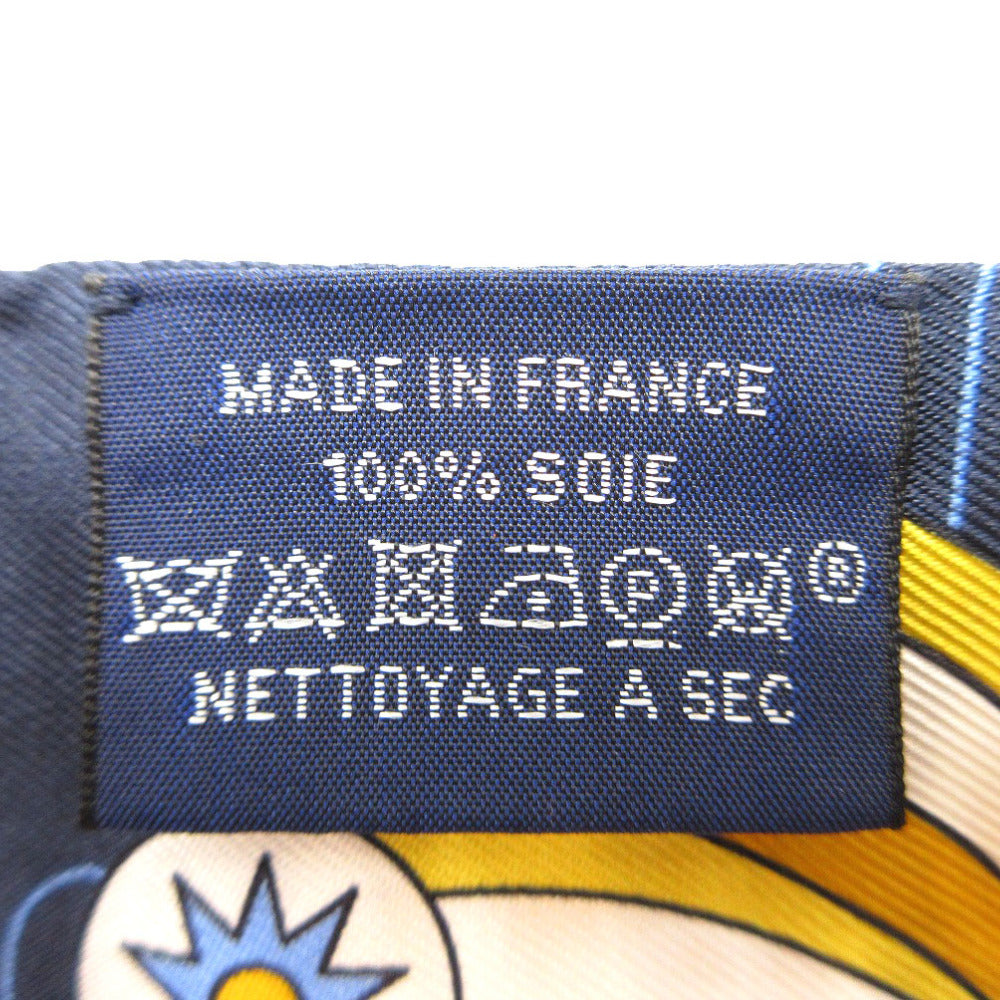 MADE IN FRANCE
100% SOIE
P W ®
NETTOYAGE A SEC